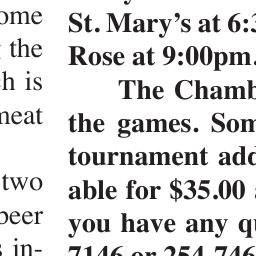 ome
the
ch is
meat
two
beer
s in-
St. Mary's at 6:3
Rose at 9:00pm.
The Chamb
the games. Som
tournament add
able for $35.00
you have any qu
7146 or 254-746